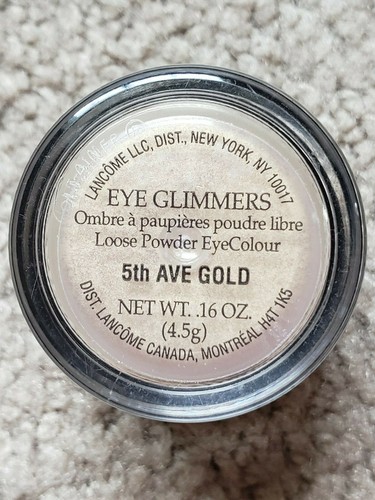 LANCÔME LLC, DIST., NEW YORK, NY 10017
EYE GLIMMERS
Ombre à paupières poudre libre
Loose Powder EyeColour
5th AVE GOLD
NET WT. .16 OZ.
(4.5g)
DIST. LANCÔME CANADA, MONTRÉAL H4T 1K5